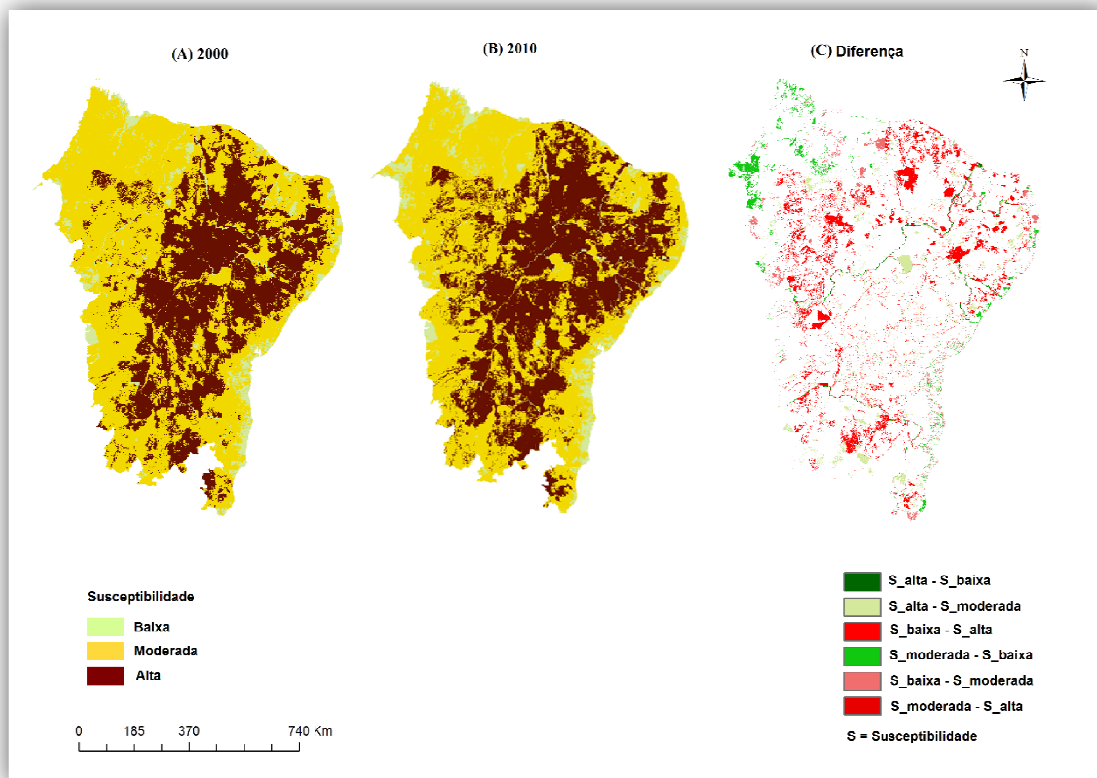 (A) 2000
(B) 2010
(C) Diferença
N
Susceptibilidade
Baixa
Moderada
Alta
0 185 370 740 Km
S_alta - S_baixa
S_alta - S_moderada
S_baixa - S_alta
S_moderada - S_baixa
S_baixa - S_moderada
S_moderada - S_alta
S = Susceptibilidade